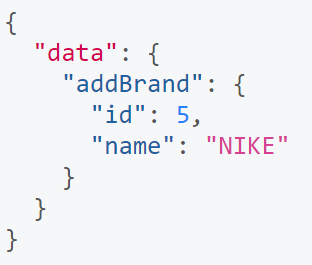 {
  "data": {
    "addBrand": {
      "id": 5,
      "name": "NIKE"
    }
  }
}